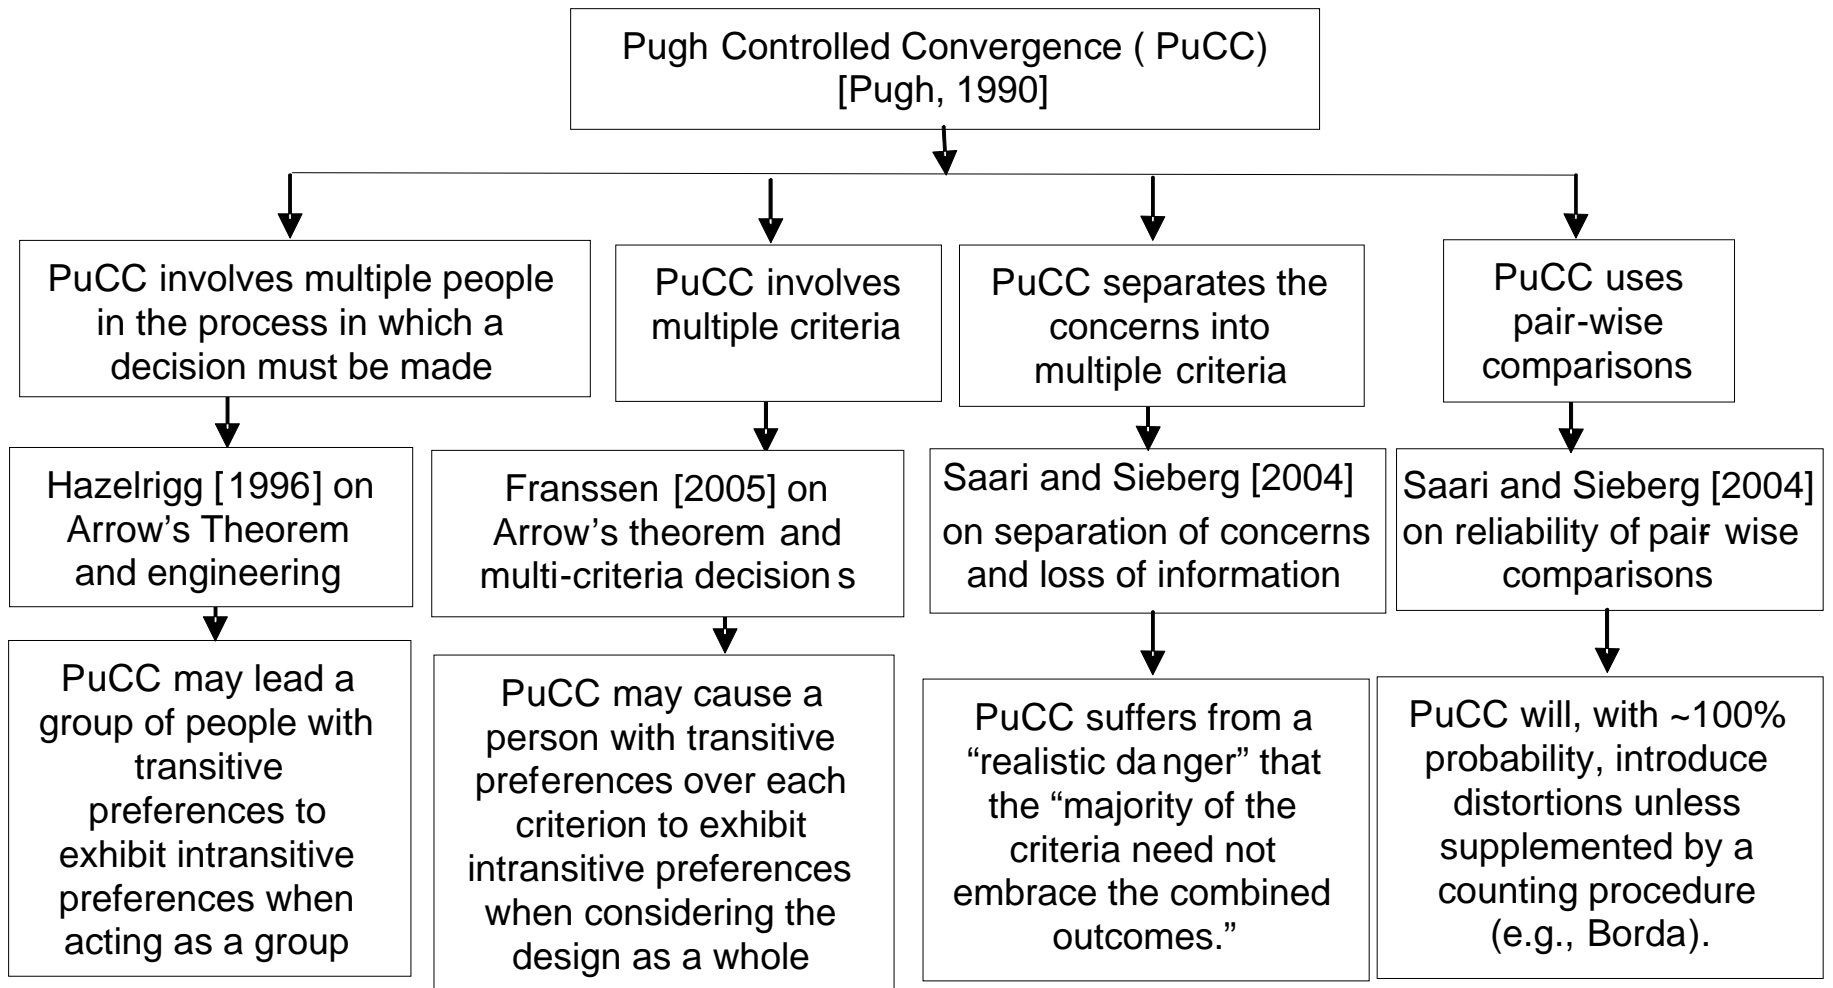 Pugh Controlled Convergence ( PuCC)
[Pugh, 1990]
PuCC involves multiple people
in the process in which a
decision must be made
PuCC involves
multiple criteria
PuCC separates the
concerns into
multiple criteria
PuCC uses
pair-wise
comparisons
Hazelrigg [1996] on
Arrow’s Theorem
and engineering
Franssen [2005] on
Arrow’s theorem and
multi-criteria decision s
Saari and Sieberg [2004]
on separation of concerns
and loss of information
Saari and Sieberg [2004]
on reliability of pair- wise
comparisons
PuCC may lead a
group of people with
transitive
preferences to
exhibit intransitive
preferences when
acting as a group
PuCC may cause a
person with transitive
preferences over each
criterion to exhibit
intransitive preferences
when considering the
design as a whole
PuCC suffers from a
“realistic da nger” that
the “majority of the
criteria need not
embrace the combined
outcomes.”
PuCC will, with ~100%
probability, introduce
distortions unless
supplemented by a
counting procedure
(e.g., Borda).